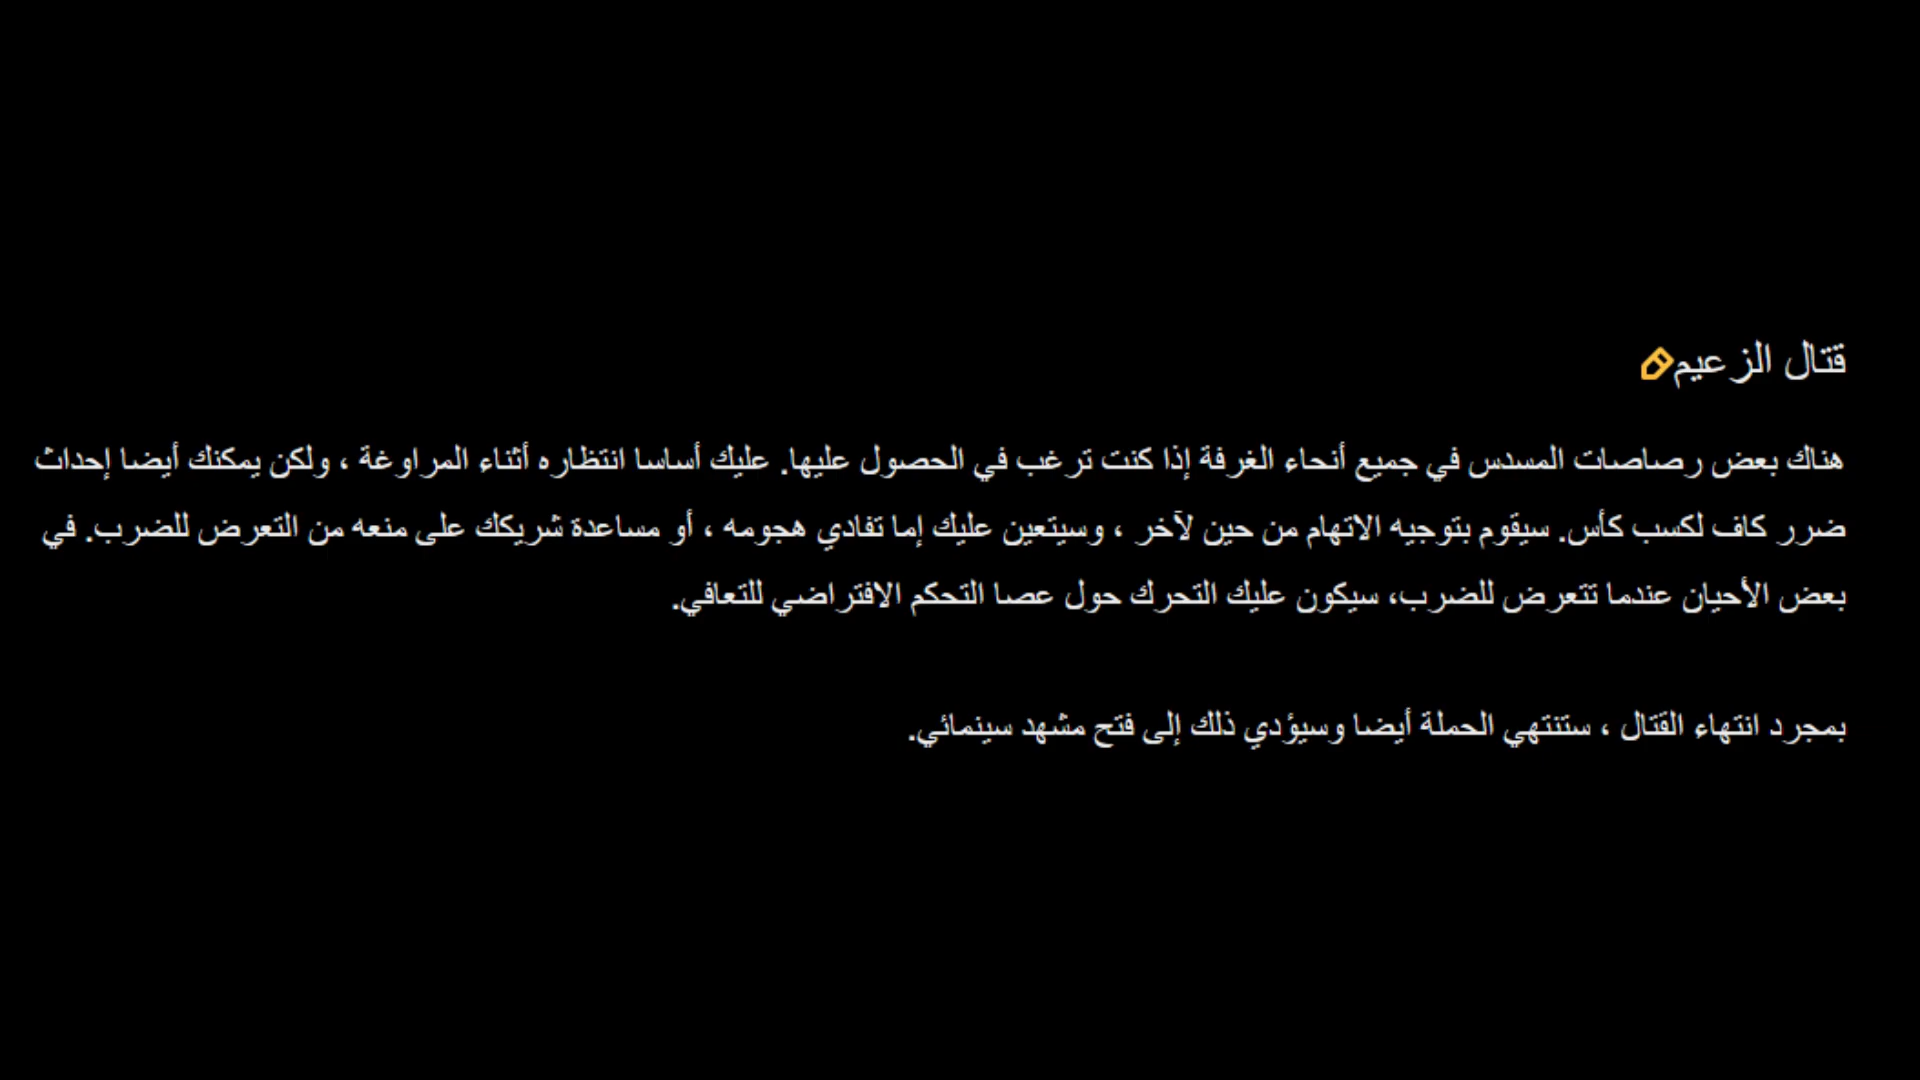 قتال الزعيم
هناك بعض رصاصات المسدس في جميع أنحاء الغرفة إذا كنت ترغب في الحصول عليها. عليك أساسا انتظاره أثناء المراوغة ، ولكن يمكنك أيضا إحداث
ضرر كاف لكسب كأس. سيقوم بتوجيه الاتهام من حين لآخر ، وسيتعين عليك إما تفادي هجومه ، أو مساعدة شريكك على منعه من التعرض للضرب. في
بعض الأحيان عندما تتعرض للضرب، سيكون عليك التحرك حول عصا التحكم الافتراضي للتعافي.
بمجرد انتهاء القتال ، ستنتهي الحملة أيضا وسيؤدي ذلك إلى فتح مشهد سينمائي.